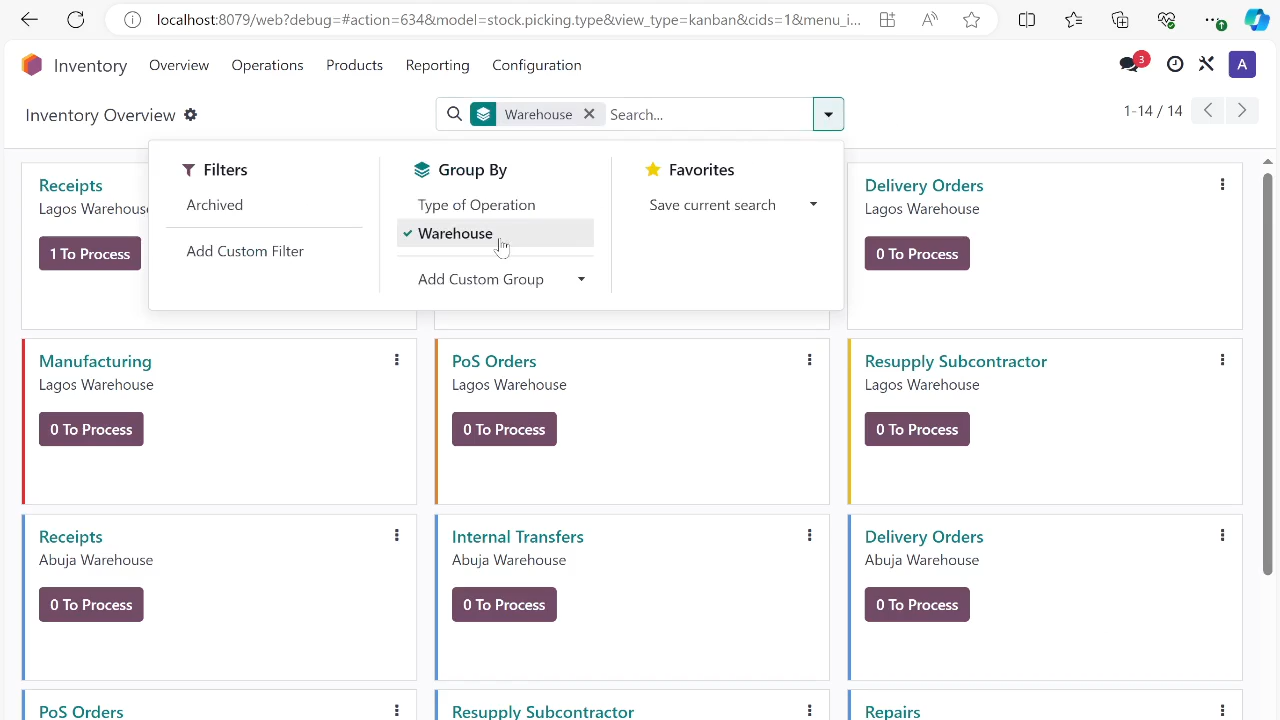 localhost:8079/web?debug=#action=634&model=stock.picking.type&view_type=kanban&cids=1&menu_i...
Inventory Overview Operations Products Reporting Configuration 3 A
Inventory Overview Warehouse Search... 1-14 / 14
Filters Group By Favorites
Archived Type of Operation Save current search
Warehouse
Add Custom Filter
Add Custom Group
Receipts Delivery Orders
Lagos Warehouse Lagos Warehouse
1 To Process 0 To Process
Manufacturing PoS Orders Resupply Subcontractor
Lagos Warehouse Lagos Warehouse Lagos Warehouse
0 To Process 0 To Process 0 To Process
Receipts Internal Transfers Delivery Orders
Abuja Warehouse Abuja Warehouse Abuja Warehouse
0 To Process 0 To Process 0 To Process
PoS Orders Resupply Subcontractor Repairs